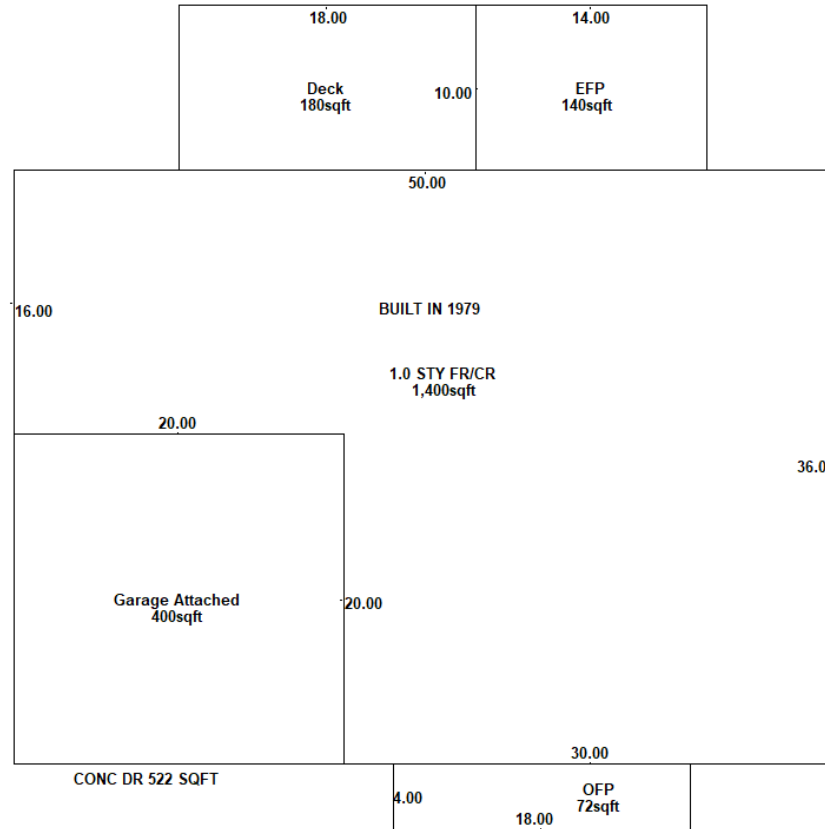 18.00
14.00
Deck
180sqft
10.00
EFP
140sqft
50.00
16.00
BUILT IN 1979
1.0 STY FR/CR
1,400sqft
20.00
36.0
Garage Attached
400sqft
20.00
30.00
CONC DR 522 SQFT
4.00
OFP
72sqft
18.00